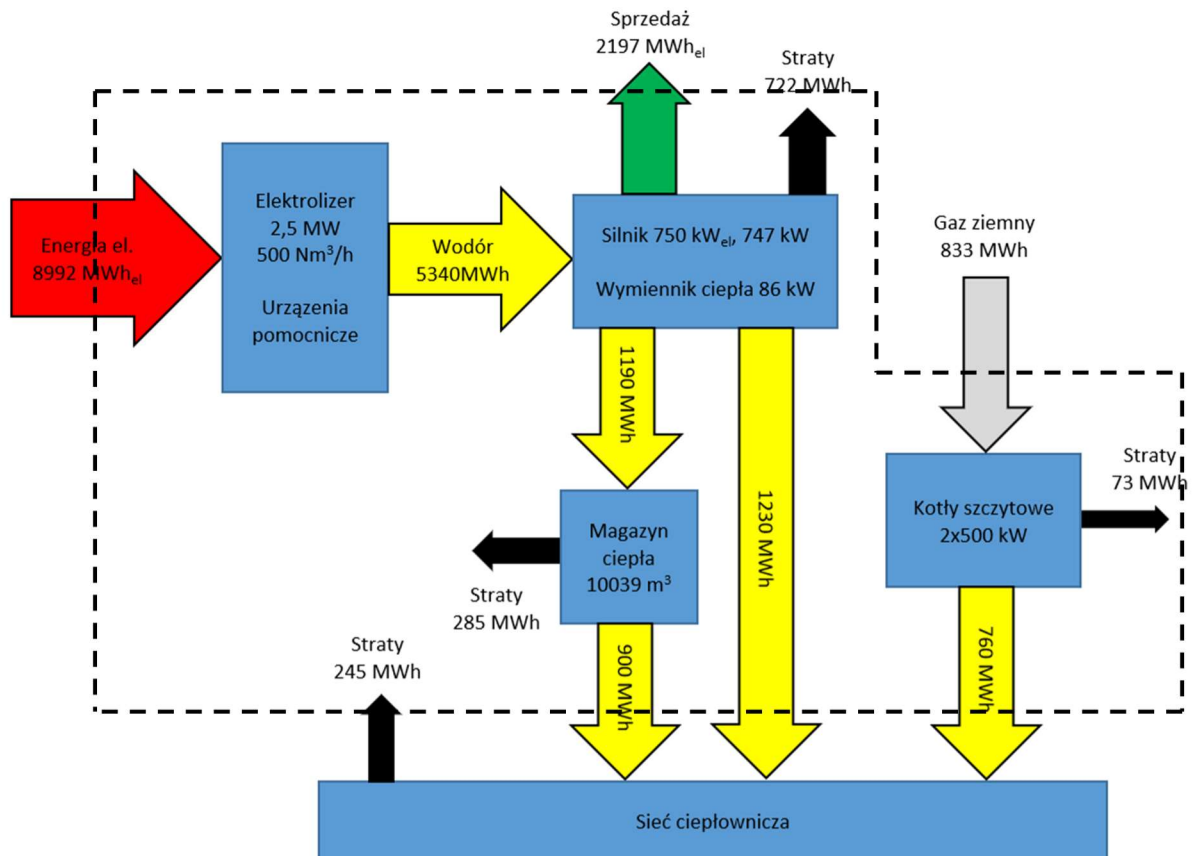 Sprzedaż
2197 MWhel
Straty
722 MWh
Elektrolizer
2,5 MW
500 Nm³/h
Urządzenia
pomocnicze
Energia el.
8992 MWhel
Wodór
5340MWh
Silnik 750 kWel, 747 kW
Wymiennik ciepła 86 kW
Gaz ziemny
833 MWh
1190 MWh
1230 MWh
Straty
73 MWh
Kotły szczytowe
2x500 kW
Magazyn
ciepła
10039 m³
Straty
285 MWh
Straty
245 MWh
900 MWh
760 MWh
Sieć ciepłownicza